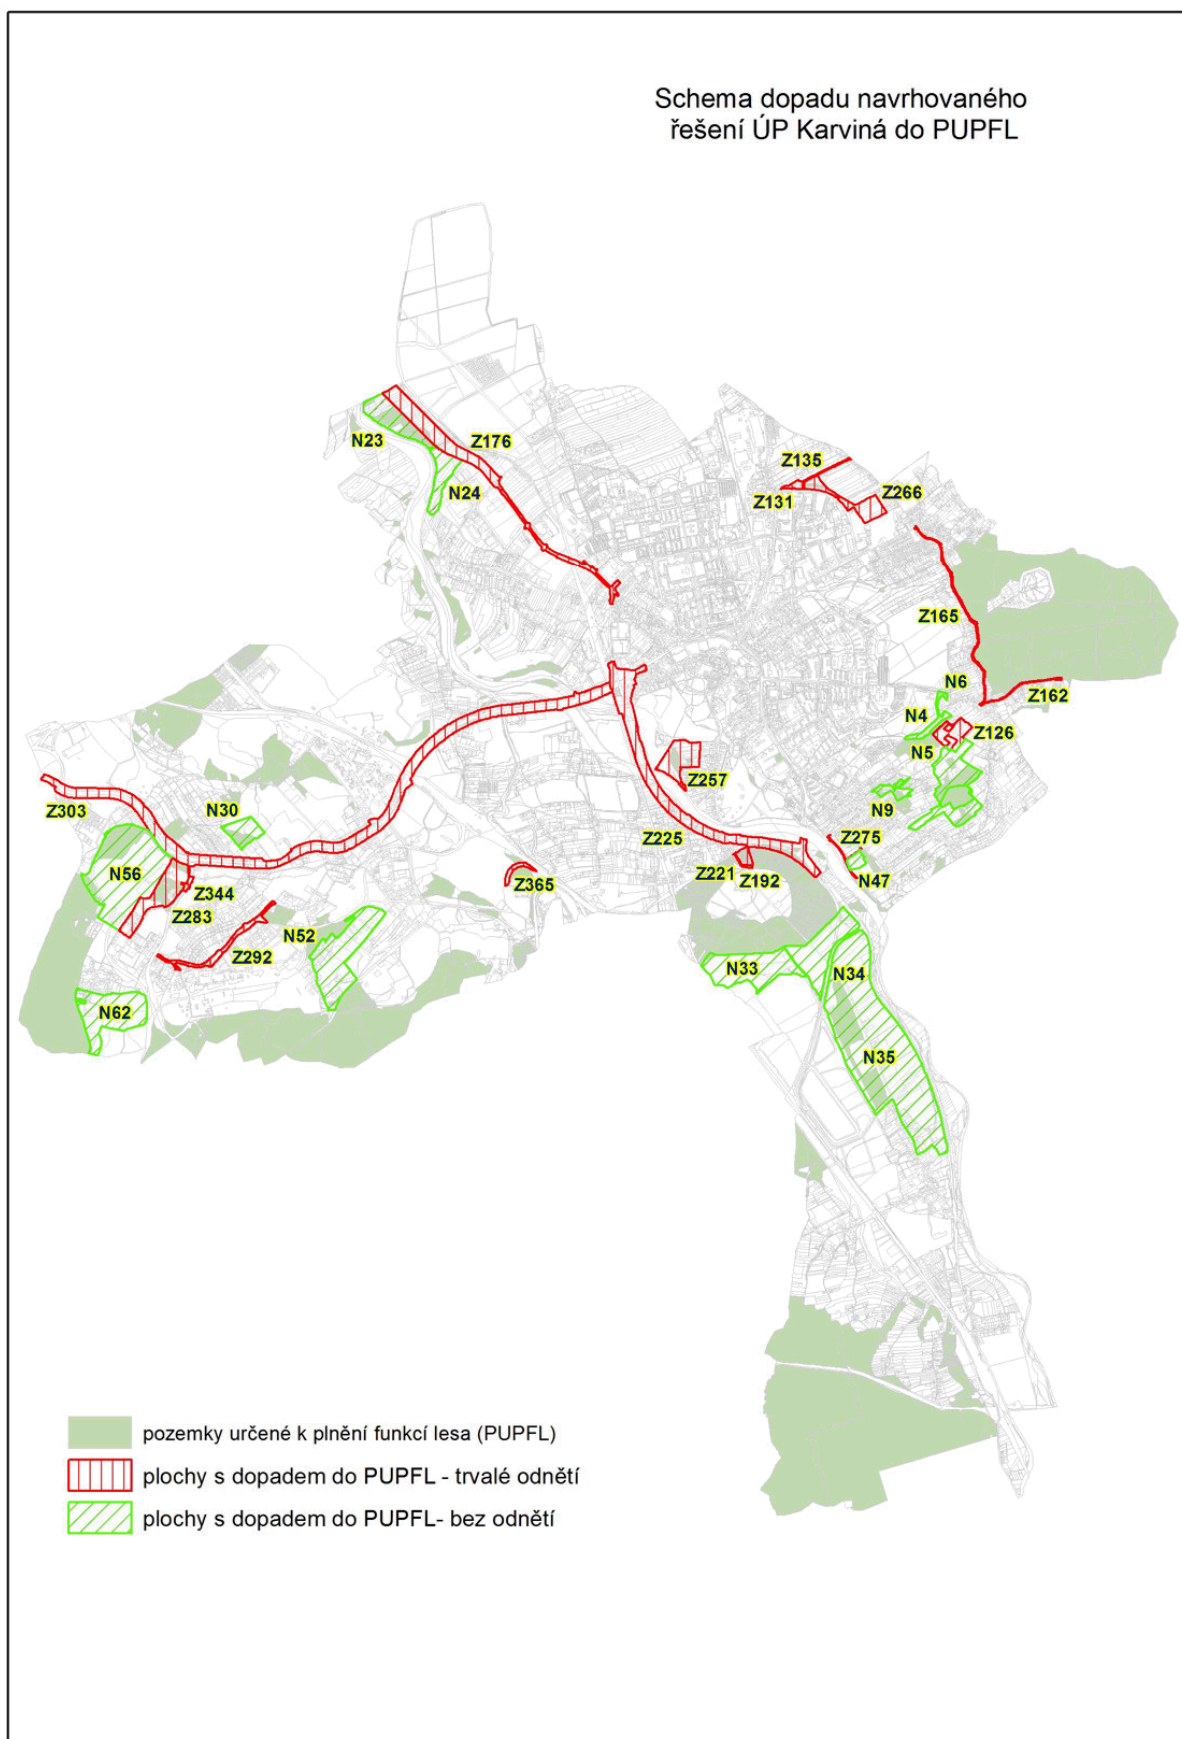 Schema dopadu navrhovaného
řešení ÚP Karviná do PUPFL
N23
Z176
N24
Z135
Z131
Z266
Z165
N6
Z162
N4
Z126
N5
Z257
N9
Z303
N30
Z225
Z275
N56
Z344
Z221
Z192
N47
Z365
Z283
N52
Z292
N33
N34
N62
N35
pozemky určené k plnění funkcí lesa (PUPFL)
plochy s dopadem do PUPFL - trvalé odnětí
plochy s dopadem do PUPFL- bez odnětí